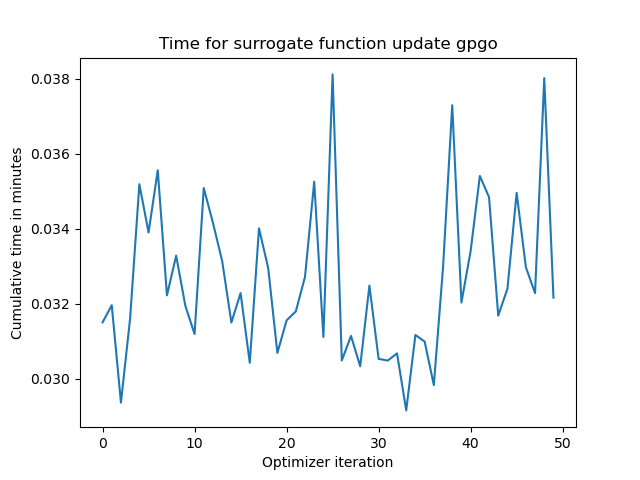 Time for surrogate function update gpgo
Cumulative time in minutes
0.038
0.036
0.034
0.032
0.030
0 10 20 30 40 50
Optimizer iteration